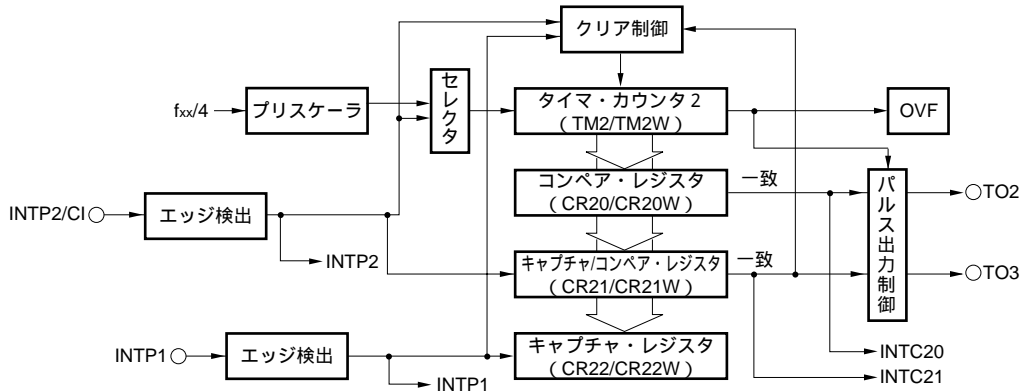 クリア制御
fxx/4
プリスケーラ
セレクタ
タイマ・カウンタ2
(TM2/TM2W)
OVF
コンペア・レジスタ
(CR20/CR20W)
一致
パルス出力制御
TO2
INTP2/CI
エッジ検出
INTP2
キャプチャ/コンペア・レジスタ
(CR21/CR21W)
一致
TO3
INTP1
エッジ検出
INTP1
キャプチャ・レジスタ
(CR22/CR22W)
INTC20
INTC21